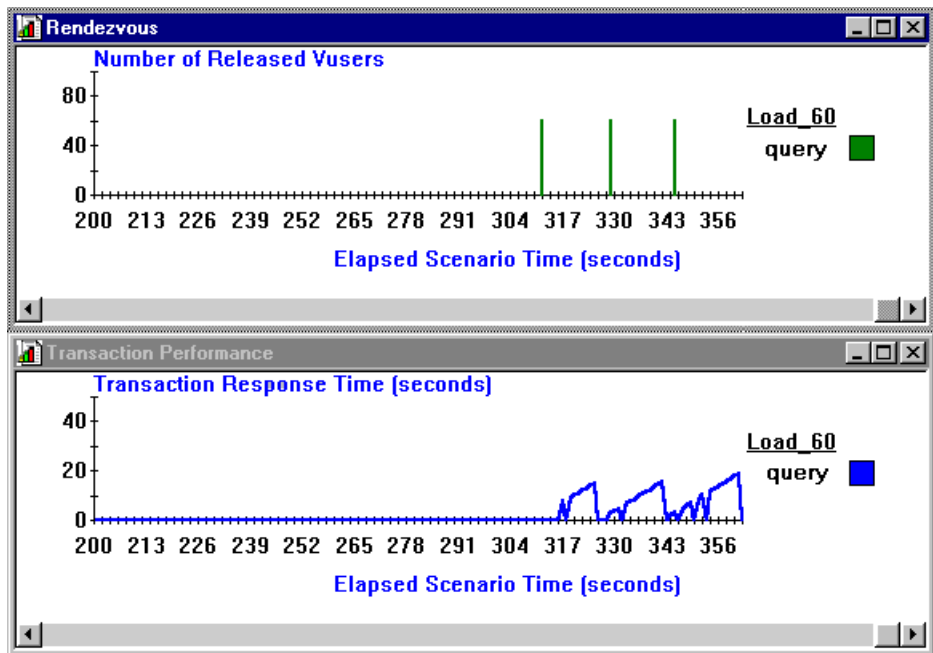 Rendezvous
Number of Released Vusers
80
40
0
200 213 226 239 252 265 278 291 304 317 330 343 356
Elapsed Scenario Time (seconds)
Load_60
query
Transaction Performance
Transaction Response Time (seconds)
40
20
0
200 213 226 239 252 265 278 291 304 317 330 343 356
Elapsed Scenario Time (seconds)
Load_60
query